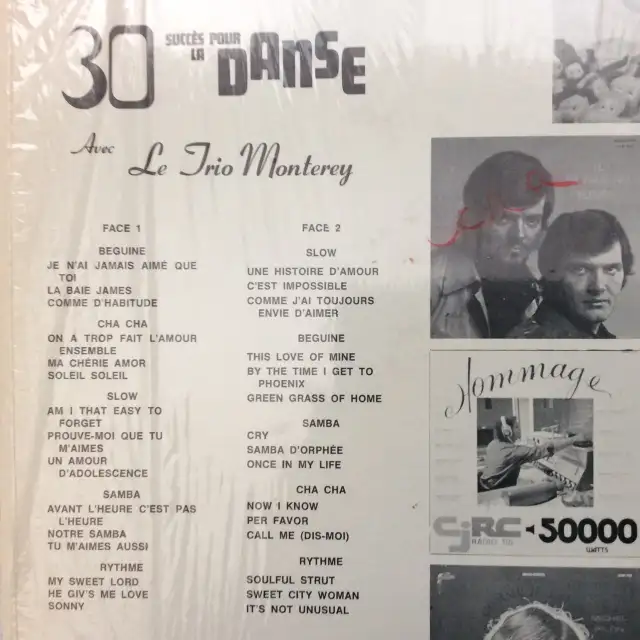 30 SUCCÈS POUR
LA DANSE
Avec Le Trio Monterey
FACE 1
BEGUINE
JE N'AI JAMAIS AIMÉ QUE
TOI
LA BAIE JAMES
COMME D'HABITUDE
CHA CHA
ON A TROP FAIT L'AMOUR
ENSEMBLE
MA CHÉRIE AMOR
SOLEIL SOLEIL
SLOW
AM I THAT EASY TO
FORGET
PROUVE-MOI QUE TU
M'AIMES
UN AMOUR
D'ADOLESCENCE
SAMBA
AVANT L'HEURE C'EST PAS
L'HEURE
NOTRE SAMBA
TU M'AIMES AUSSI
RYTHME
MY SWEET LORD
HE GIV'S ME LOVE
SONNY
FACE 2
SLOW
UNE HISTOIRE D'AMOUR
C'EST IMPOSSIBLE
COMME J'AI TOUJOURS
ENVIE D'AIMER
BEGUINE
THIS LOVE OF MINE
BY THE TIME I GET TO
PHOENIX
GREEN GRASS OF HOME
SAMBA
CRY
SAMBA D'ORPHÉE
ONCE IN MY LIFE
CHA CHA
NOW I KNOW
PER FAVOR
CALL ME (DIS-MOI)
RYTHME
SOULFUL STRUT
SWEET CITY WOMAN
IT'S NOT UNUSUAL
Hommage
CJRC 50000
WATTS